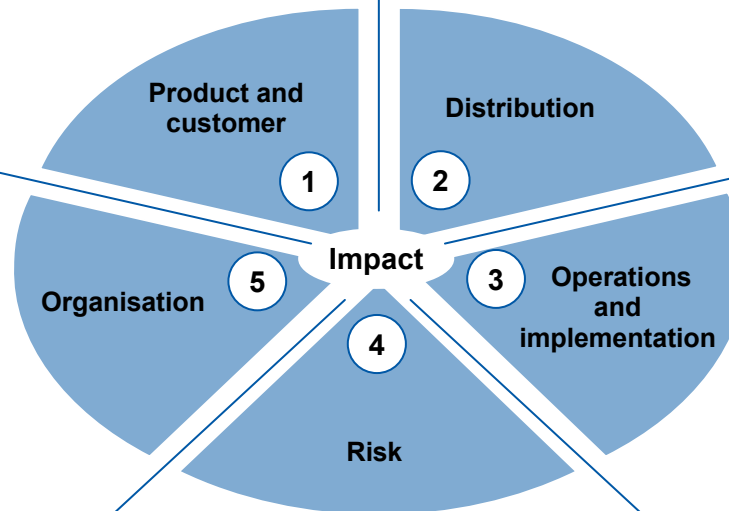 Product and
customer
1
Distribution
2
Impact
3
Operations
and
implementation
4
Risk
5
Organisation